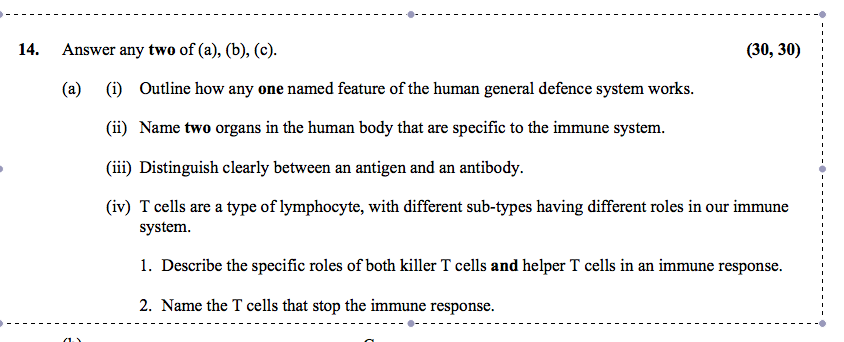 14. Answer any two of (a), (b), (c). (30, 30)
(a) (i) Outline how any one named feature of the human general defence system works.
(ii) Name two organs in the human body that are specific to the immune system.
(iii) Distinguish clearly between an antigen and an antibody.
(iv) T cells are a type of lymphocyte, with different sub-types having different roles in our immune
system.
1. Describe the specific roles of both killer T cells and helper T cells in an immune response.
2. Name the T cells that stop the immune response.